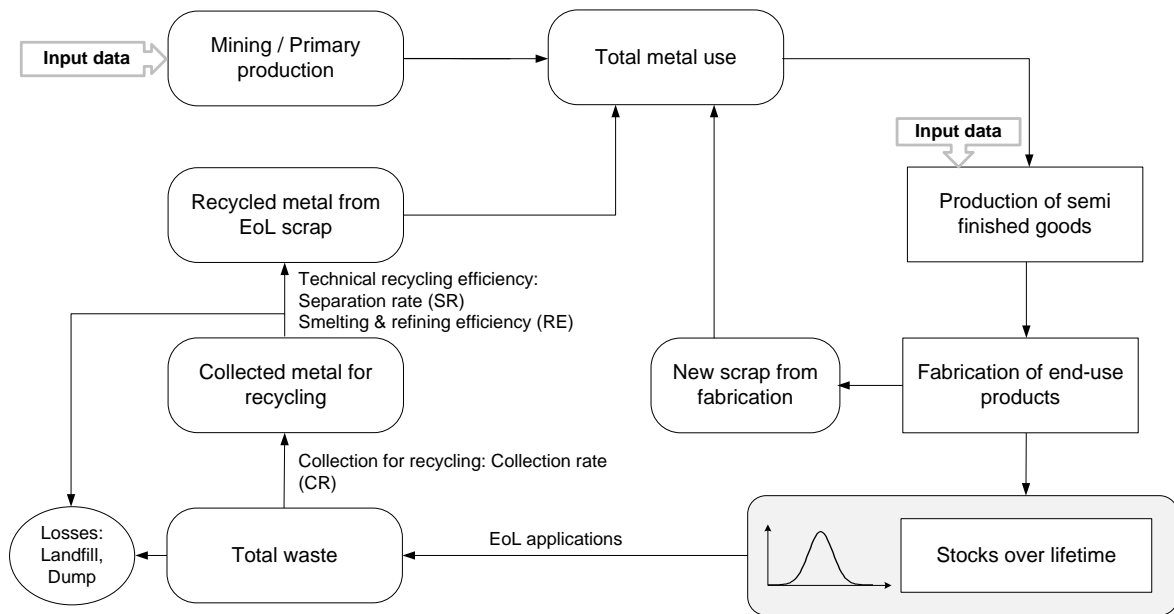 Input data
Mining / Primary
production
Total metal use
Input data
Recycled metal from
EoL scrap
Production of semi
finished goods
Technical recycling efficiency:
Separation rate (SR)
Smelting & refining efficiency (RE)
Collected metal for
recycling
New scrap from
fabrication
Fabrication of end-use
products
Collection for recycling: Collection rate
(CR)
Losses:
Landfill,
Dump
Total waste
EoL applications
Stocks over lifetime